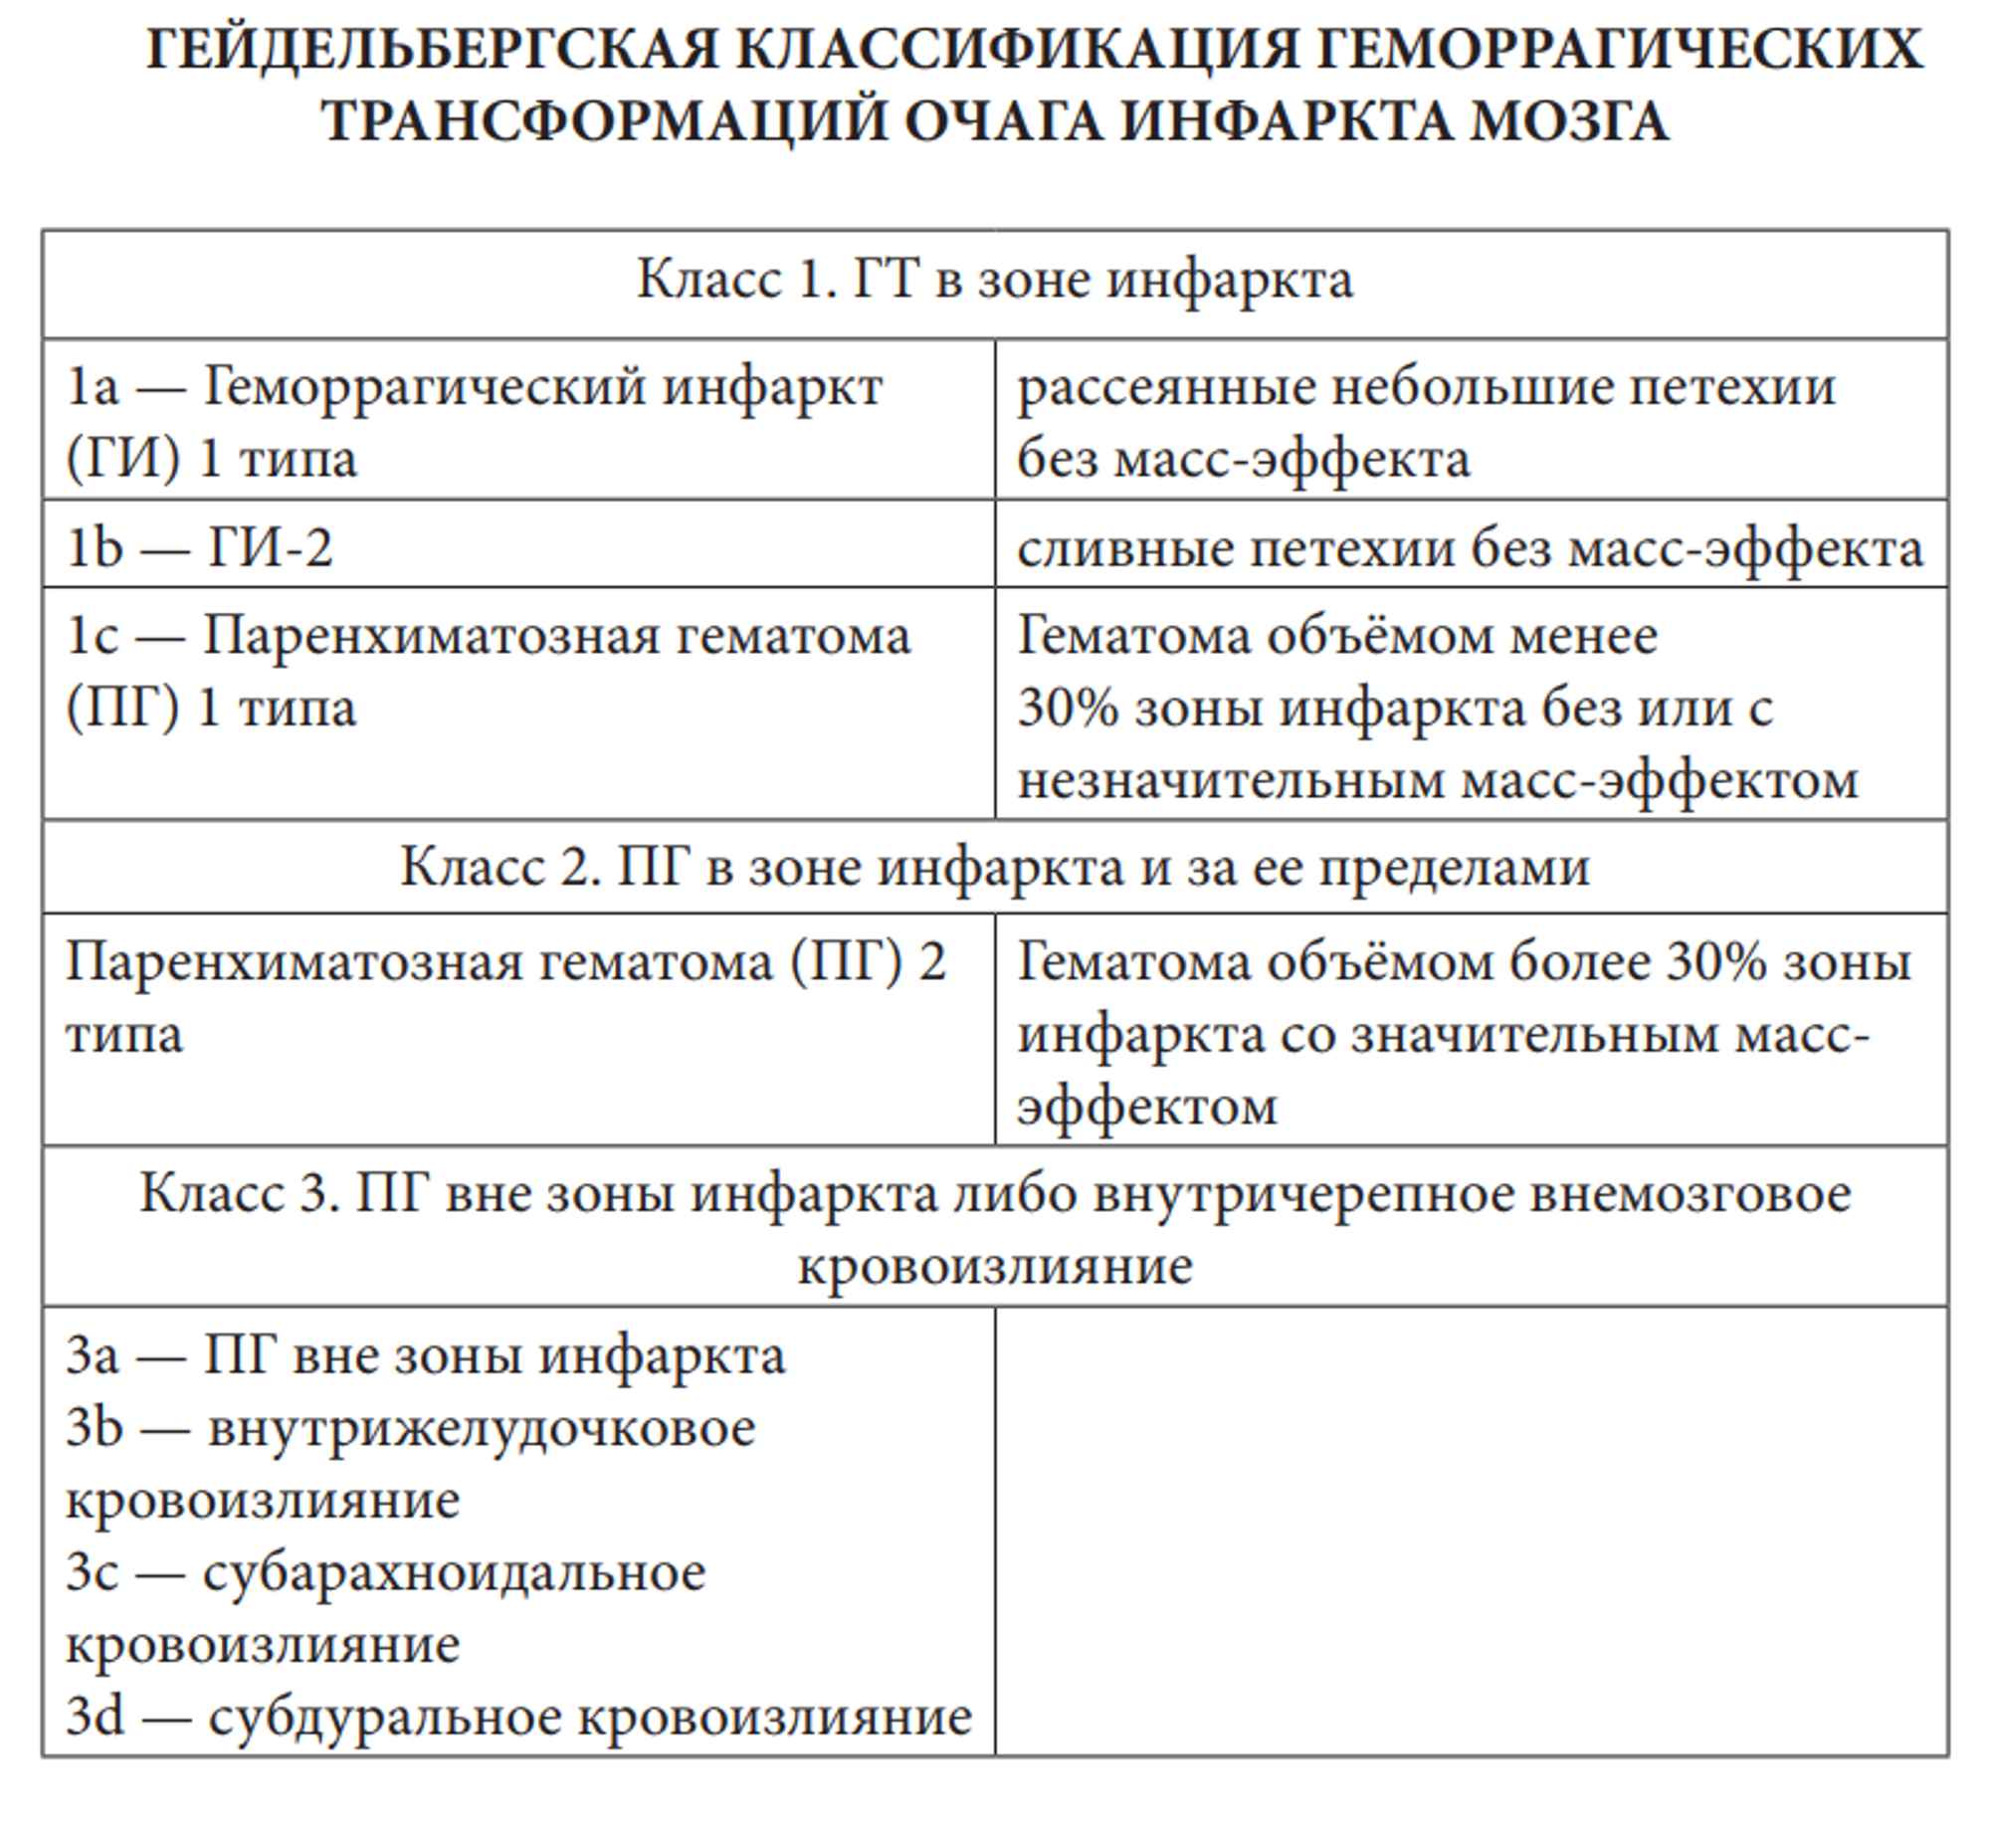 ГЕЙДЕЛЬБЕРГСКАЯ КЛАССИФИКАЦИЯ ГЕМОРРАГИЧЕСКИХ
ТРАНСФОРМАЦИЙ ОЧАГА ИНФАРКТА МОЗГА
Класс 1. ГТ в зоне инфаркта
1a — Геморрагический инфаркт
(ГИ) 1 типа
рассеянные небольшие петехии
без масс-эффекта
1b — ГИ-2
сливные петехии без масс-эффекта
1c — Паренхиматозная гематома
(ПГ) 1 типа
Гематома объёмом менее
30% зоны инфаркта без или с
незначительным масс-эффектом
Класс 2. ПГ в зоне инфаркта и за ее пределами
Паренхиматозная гематома (ПГ) 2
типа
Гематома объёмом более 30% зоны
инфаркта со значительным масс-
эффектом
Класс 3. ПГ вне зоны инфаркта либо внутричерепное внемозговое
кровоизлияние
3a — ПГ вне зоны инфаркта
3b — внутрижелудочковое
кровоизлияние
3c — субарахноидальное
кровоизлияние
3d — субдуральное кровоизлияние